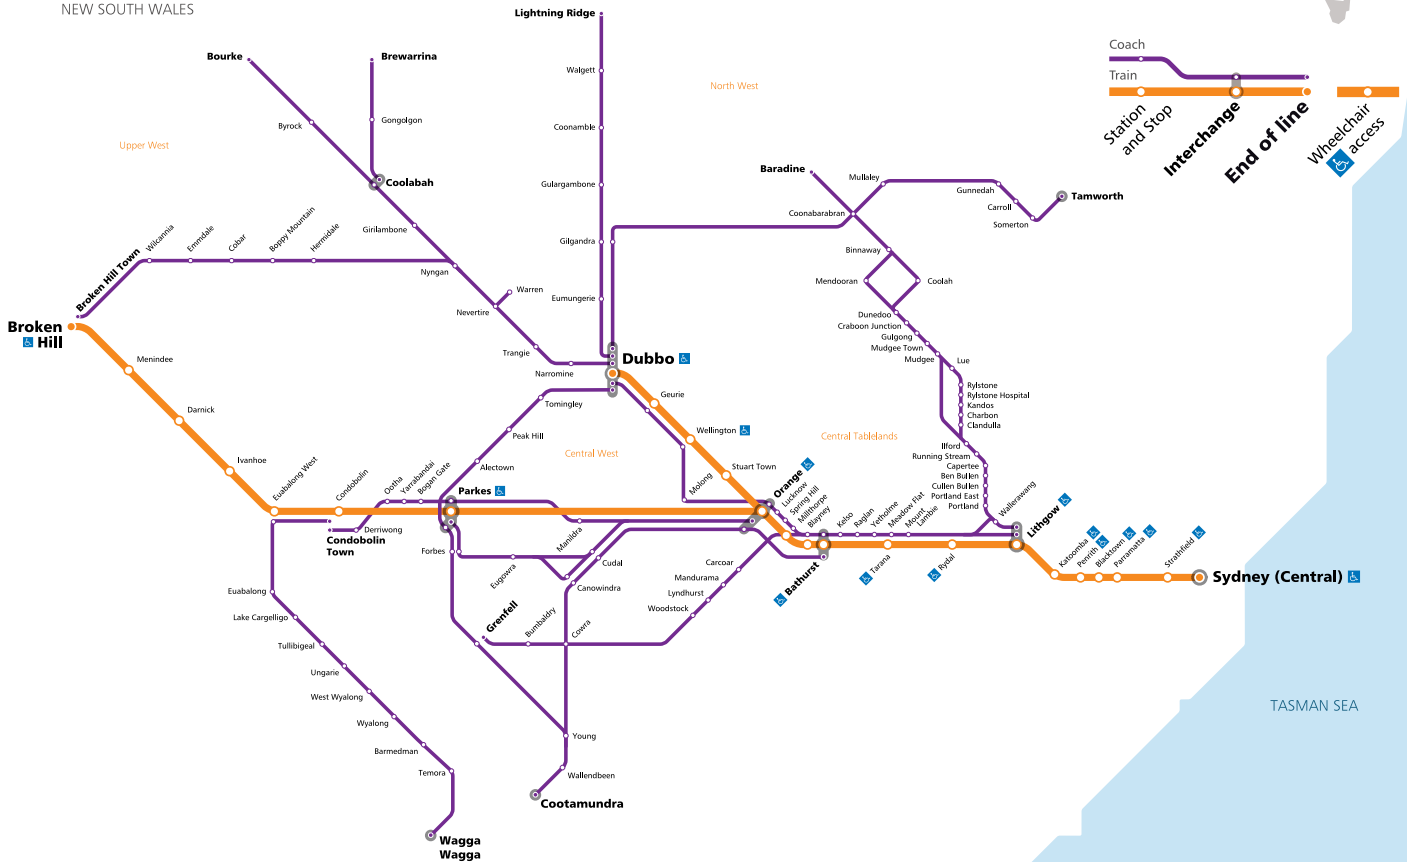 NEW SOUTH WALES
Lightning Ridge
Bourke
Brewarrina
Walgett
North West
Coach
Train
Station
and Stop
Interchange
End of line
Wheelchair
access
Byrock
Gongolgon
Coonamble
Upper West
Coolabah
Gulargambone
Baradine
Mullaley
Gunnedah
Carroll
Somerton
Tamworth
Coonabarabran
Girilambone
Gilgandra
Binnaway
Broken Hill Town
Wilcannia
Emmdale
Cobar
Boppy Mountain
Hermidale
Nyngan
Mendooran
Coolah
Warren
Eumungerie
Nevertire
Dunedoo
Craboon Junction
Gulgong
Mudgee Town
Mudgee
Lue
Broken
Hill
Trangie
Narromine
Dubbo
Menindee
Tomingley
Geurie
Rylstone
Rylstone Hospital
Kandos
Charbon
Clandulla
Darnick
Peak Hill
Wellington
Central West
Central Tablelands
Ilford
Running Stream
Capertee
Ben Bullen
Cullen Bullen
Portland East
Portland
Wallerawang
Ivanhoe
Alectown
Stuart Town
Euabalong West
Condobolin
Ootha
Yarrabandai
Bogan Gate
Parkes
Molong
Orange
Lucknow
Spring Hill
Millthorpe
Blayney
Kelso
Raglan
Yetholme
Meadow Flat
Mount
Lambie
Lithgow
Derriwong
Condobolin
Town
Forbes
Manildra
Eugowra
Cudal
Canowindra
Carcoar
Mandurama
Lyndhurst
Woodstock
Bathurst
Tarana
Rydal
Katoomba
Penrith
Blacktown
Parramatta
Strathfield
Sydney (Central)
Euabalong
Lake Cargelligo
Grenfell
Bumbaldry
Cowra
Tullibigeal
Ungarie
West Wyalong
Wyalong
Barmedman
Temora
Young
Wallendbeen
Cootamundra
Wagga
Wagga
TASMAN SEA